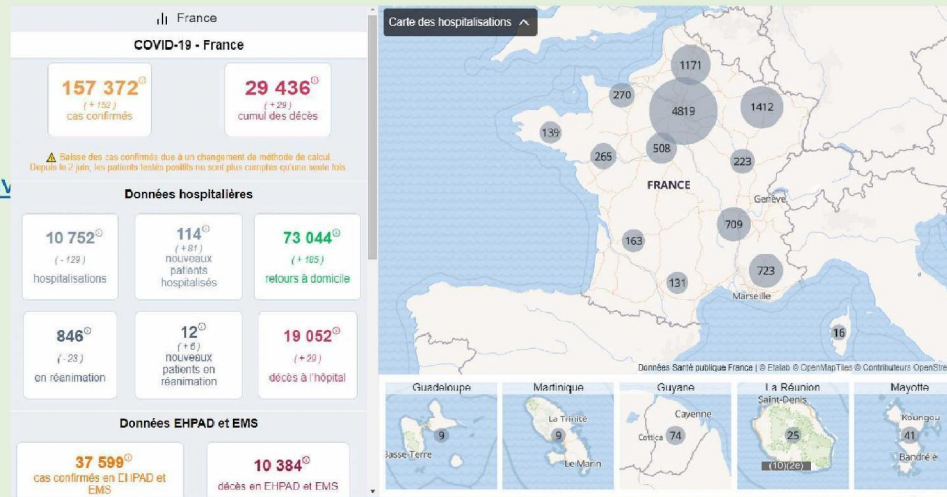 France
COVID-19 - France
157 372
cas confirmés
29 436
(+ 29)
cumul des décès
Baisse des cas confirmés due à un changement de méthode de calcul.
Depuis le 2 juin, les patients testés positifs ne sont plus comptés qu'une seule fois.
Données hospitalières
10 752
(- 129)
hospitalisations
114
(+ 81)
nouveaux
patients
hospitalisés
73 044
(+ 185)
retours à domicile
846
(- 23)
en réanimation
12
(+ 6)
nouveaux
patients en
réanimation
19 052
(+ 29)
décès à l'hôpital
Données EHPAD et EMS
37 599
cas confirmés en EHPAD et
EMS
10 384
décès en EHPAD et EMS
Carte des hospitalisations
1171
270
4819
1412
139
265
508
223
FRANCE
Genève
709
163
723
131
Marseille
16
Données Santé publique France | © Etalab © OpenMapTiles © Contributeurs OpenStre
Guadeloupe
9
Basse-Terre
Martinique
La Trinité
9
Le Marin
Guyane
Cayenne
Cottica
74
La Réunion
Saint-Denis
25
(10)(2e)
Mayotte
Koungou
41
Bandrélé